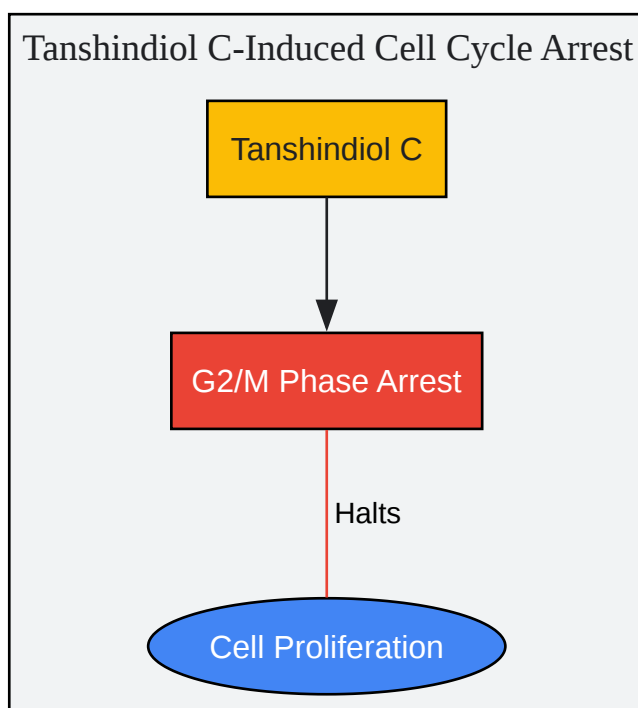 Tanshindiol C-Induced Cell Cycle Arrest
Tanshindiol C
G2/M Phase Arrest
Halts
Cell Proliferation